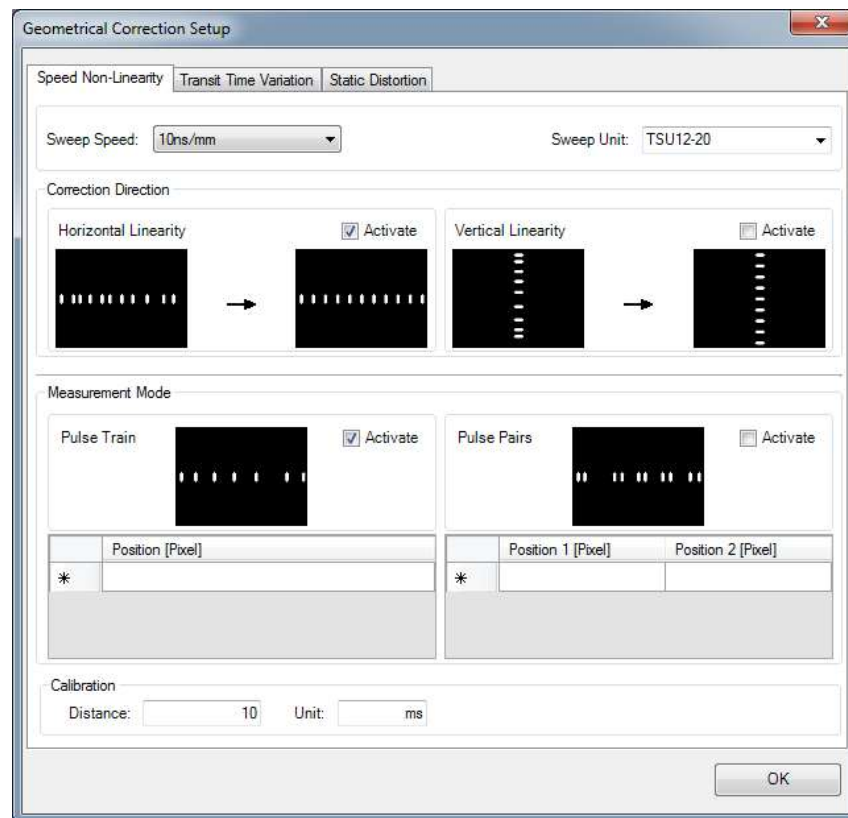 Geometrical Correction Setup
Speed Non-Linearity Transit Time Variation Static Distortion
Sweep Speed: 10ns/mm Sweep Unit: TSU12-20
Correction Direction
Horizontal Linearity Activate Vertical Linearity Activate
Measurement Mode
Pulse Train Activate Pulse Pairs Activate
Position [Pixel] Position 1 [Pixel] Position 2 [Pixel]
Calibration
Distance: 10 Unit: ms
OK